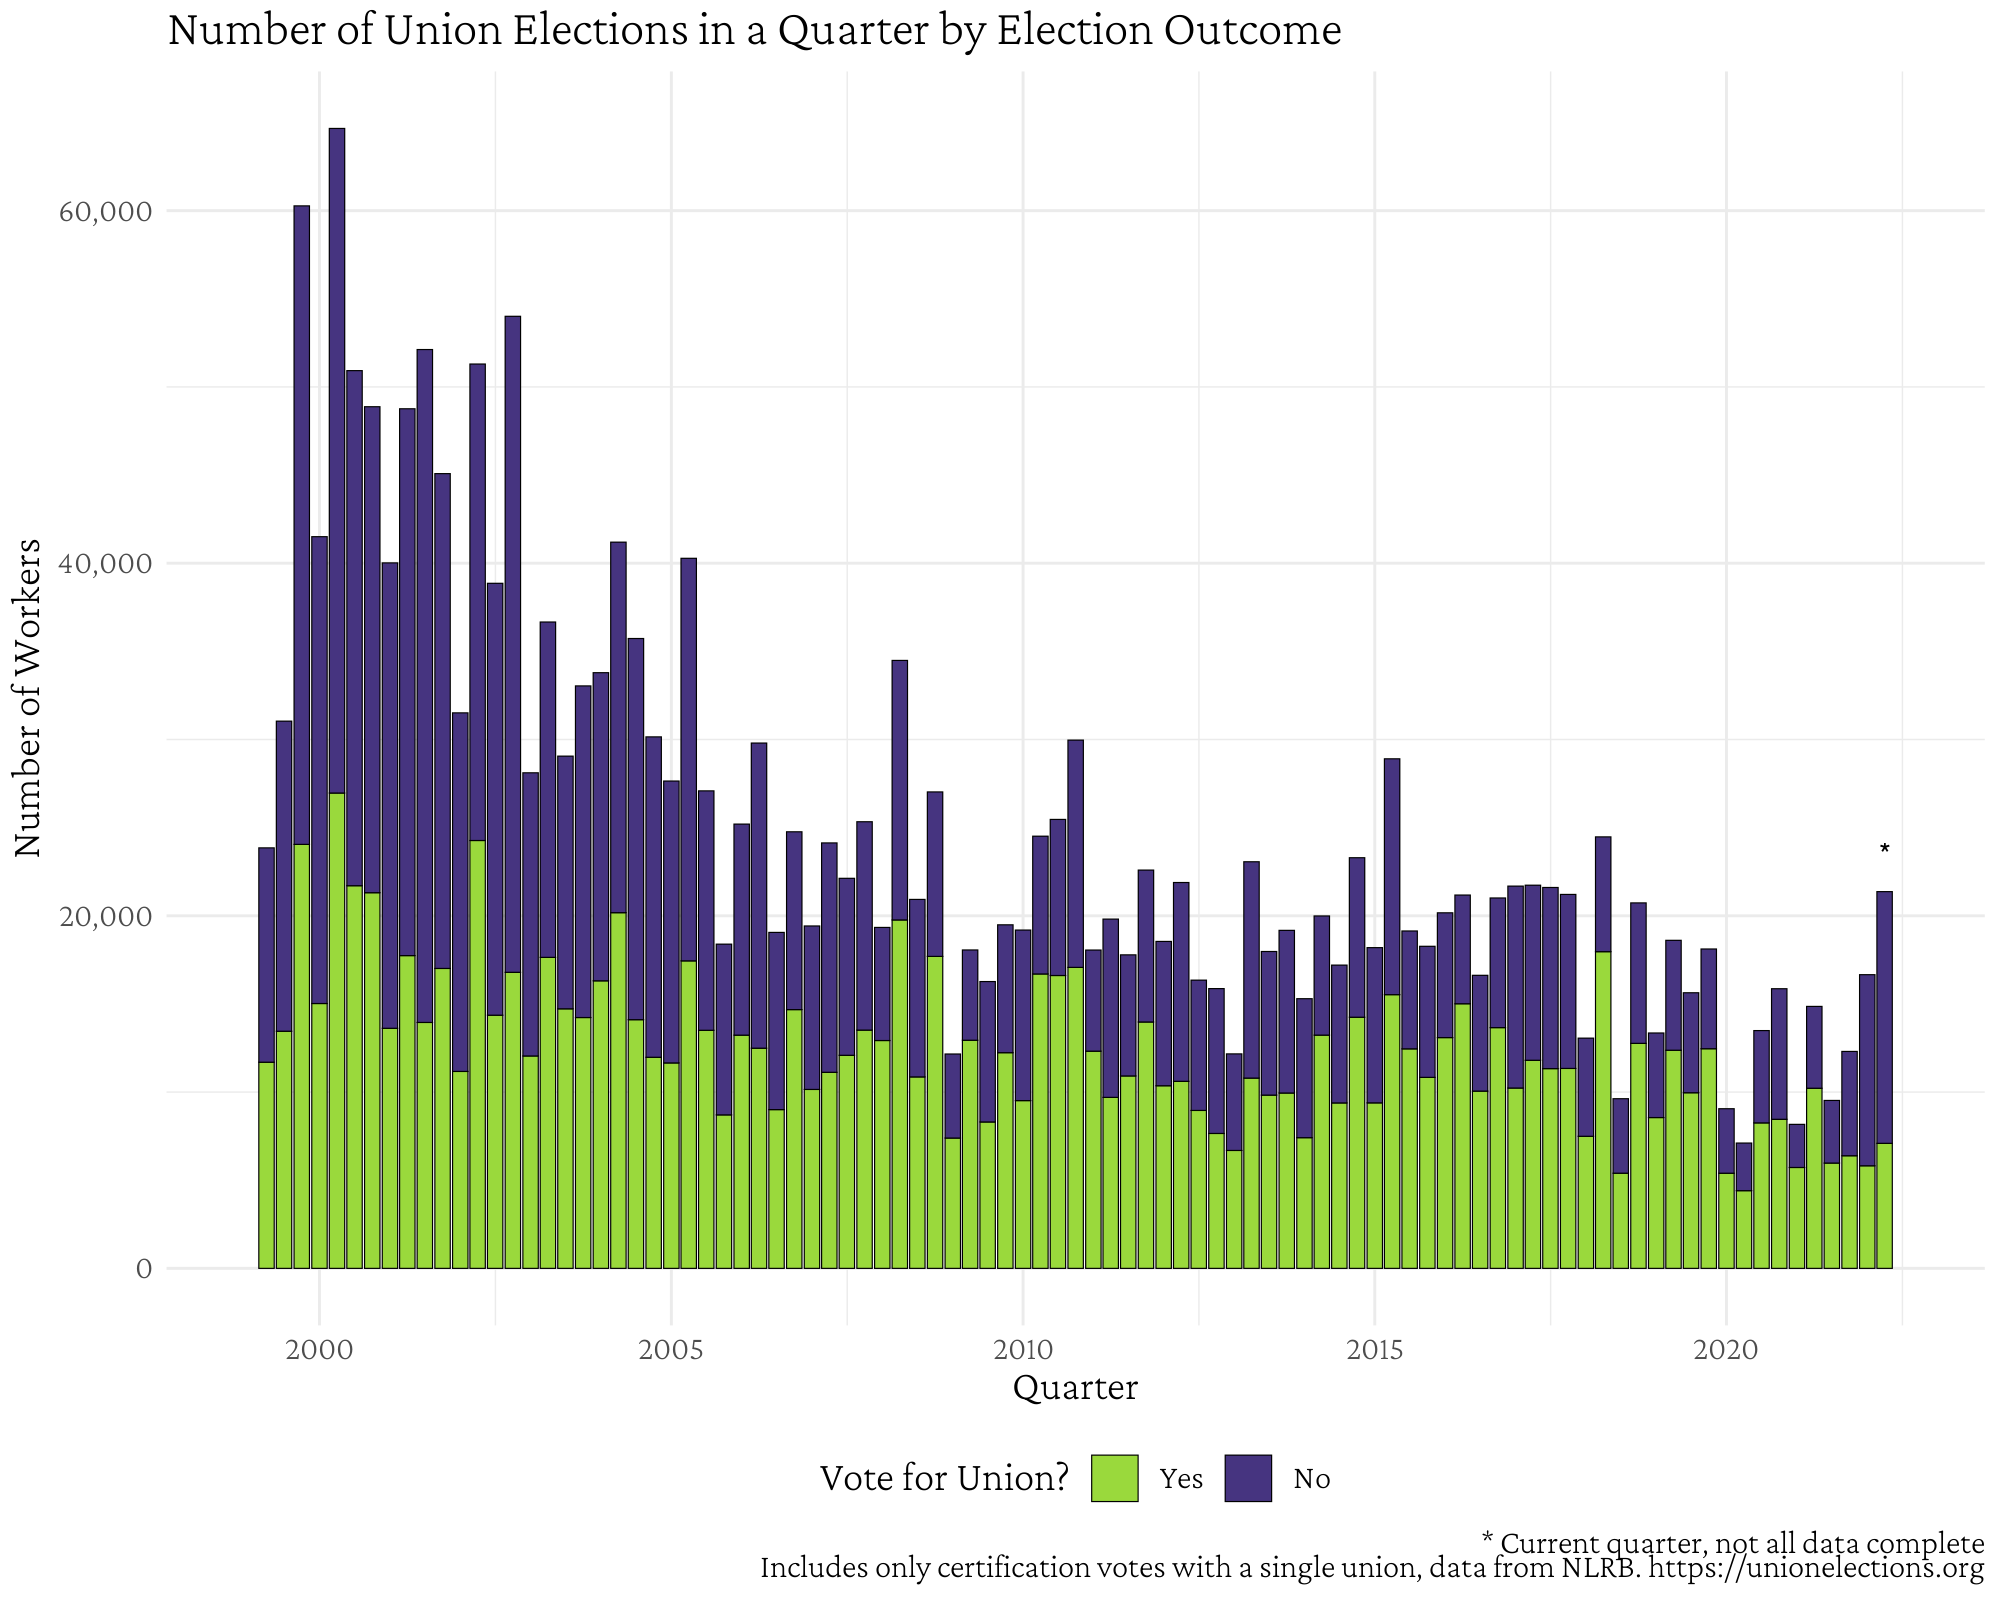 Number of Union Elections in a Quarter by Election Outcome
Number of Workers
60,000
40,000
20,000
0
2000 2005 2010 2015 2020
*
Quarter
Vote for Union? Yes No
* Current quarter, not all data complete
Includes only certification votes with a single union, data from NLRB. https://unionelections.org